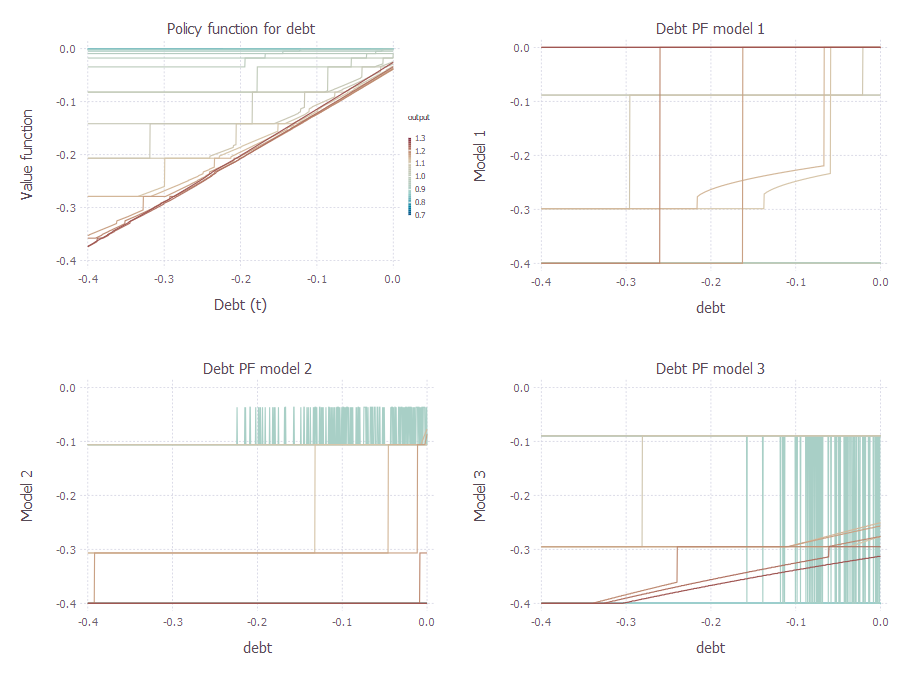 Policy function for debt
Value function
0.0
-0.1
-0.2
-0.3
-0.4
-0.4 -0.3 -0.2 -0.1 0.0
Debt (t)
output
1.3
1.2
1.1
1.0
0.9
0.8
0.7
Debt PF model 1
Model 1
0.0
-0.1
-0.2
-0.3
-0.4
-0.4 -0.3 -0.2 -0.1 0.0
debt
Debt PF model 2
Model 2
0.0
-0.1
-0.2
-0.3
-0.4
-0.4 -0.3 -0.2 -0.1 0.0
debt
Debt PF model 3
Model 3
0.0
-0.1
-0.2
-0.3
-0.4
-0.4 -0.3 -0.2 -0.1 0.0
debt